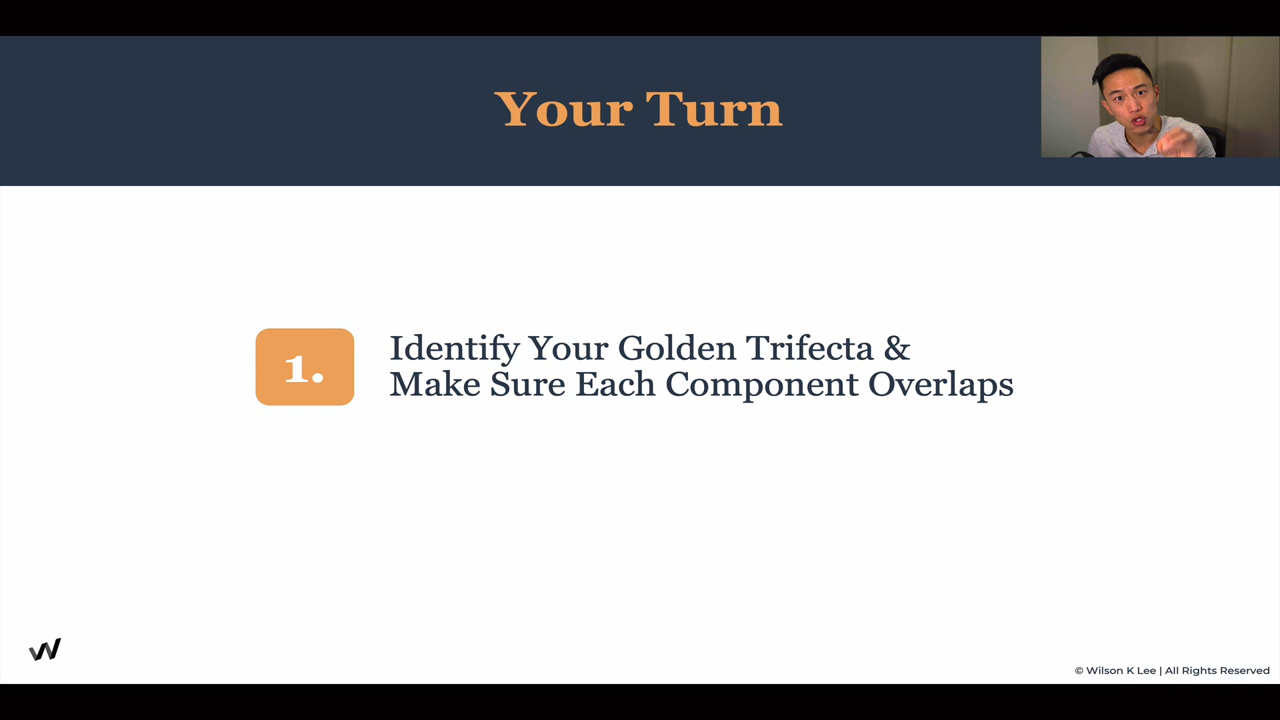 Your Turn
1.
Identify Your Golden Trifecta &
Make Sure Each Component Overlaps
© Wilson K Lee | All Rights Reserved